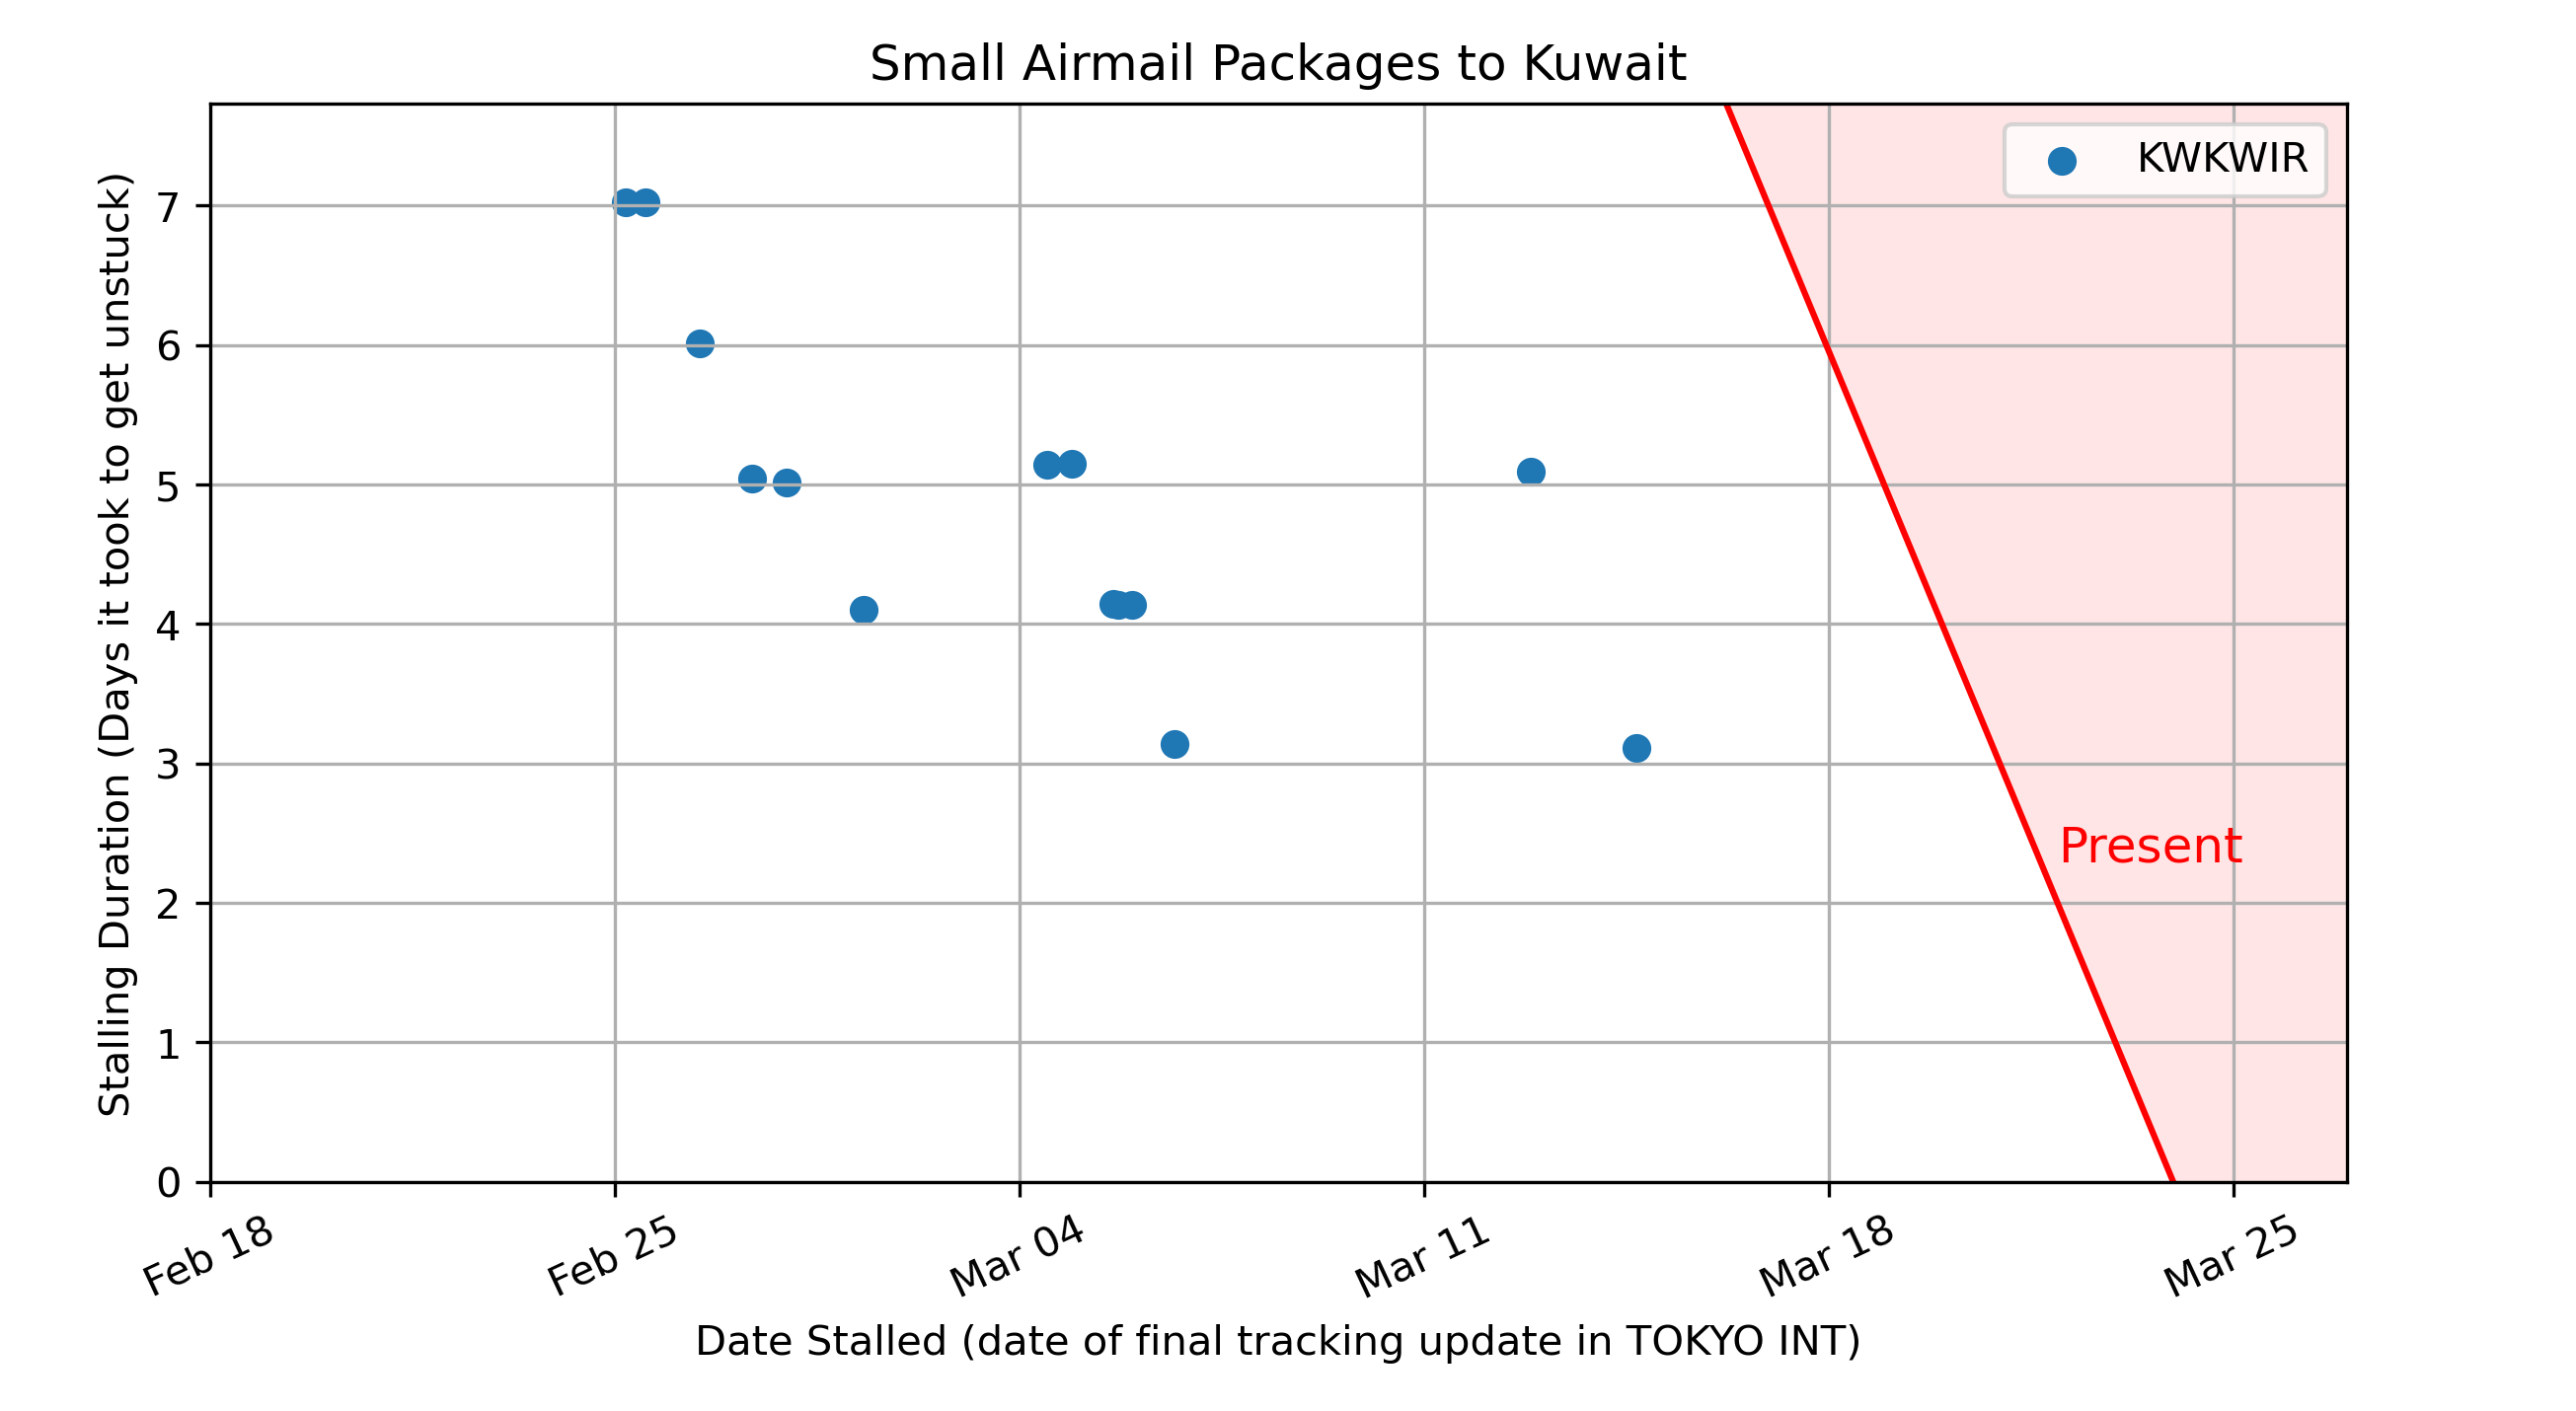 Small Airmail Packages to Kuwait
KWKWIR
Stalling Duration (Days it took to get unstuck)
7
6
5
4
3
2
1
0
Present
Feb 18
Feb 25
Mar 04
Mar 11
Mar 18
Mar 25
Date Stalled (date of final tracking update in TOKYO INT)